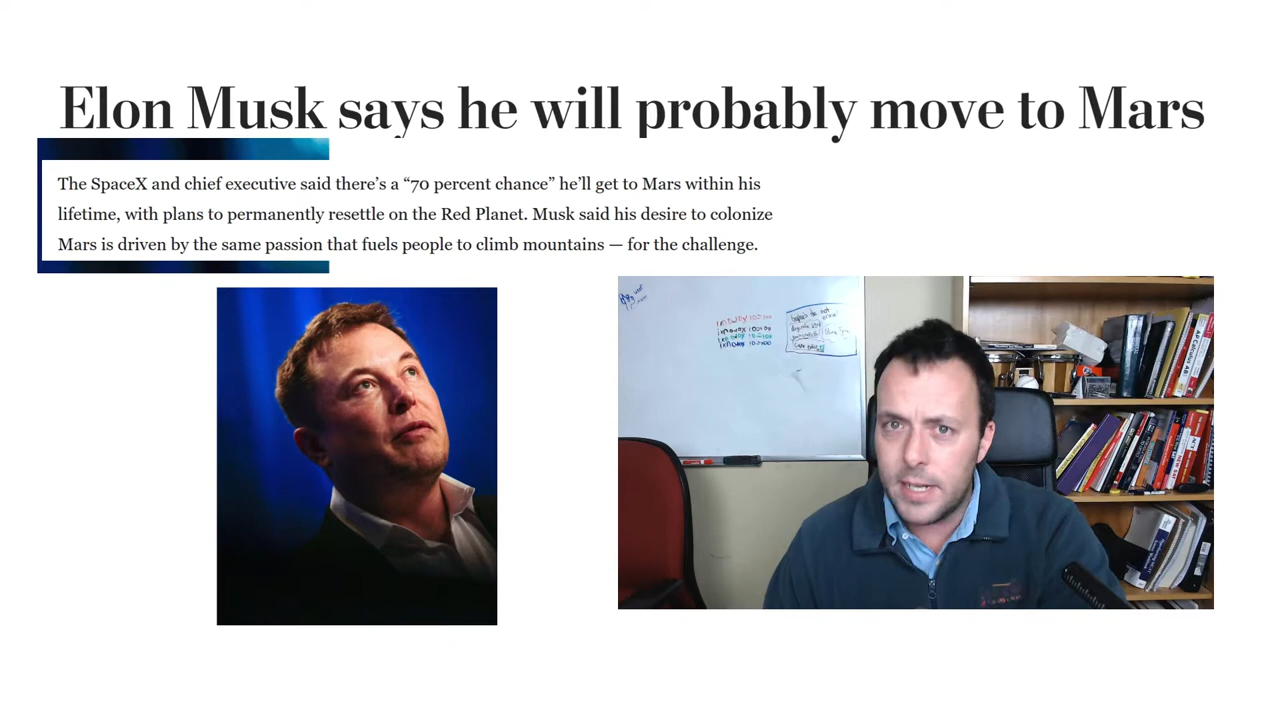 Elon Musk says he will probably move to Mars
The SpaceX and chief executive said there’s a “70 percent chance” he’ll get to Mars within his
lifetime, with plans to permanently resettle on the Red Planet. Musk said his desire to colonize
Mars is driven by the same passion that fuels people to climb mountains — for the challenge.